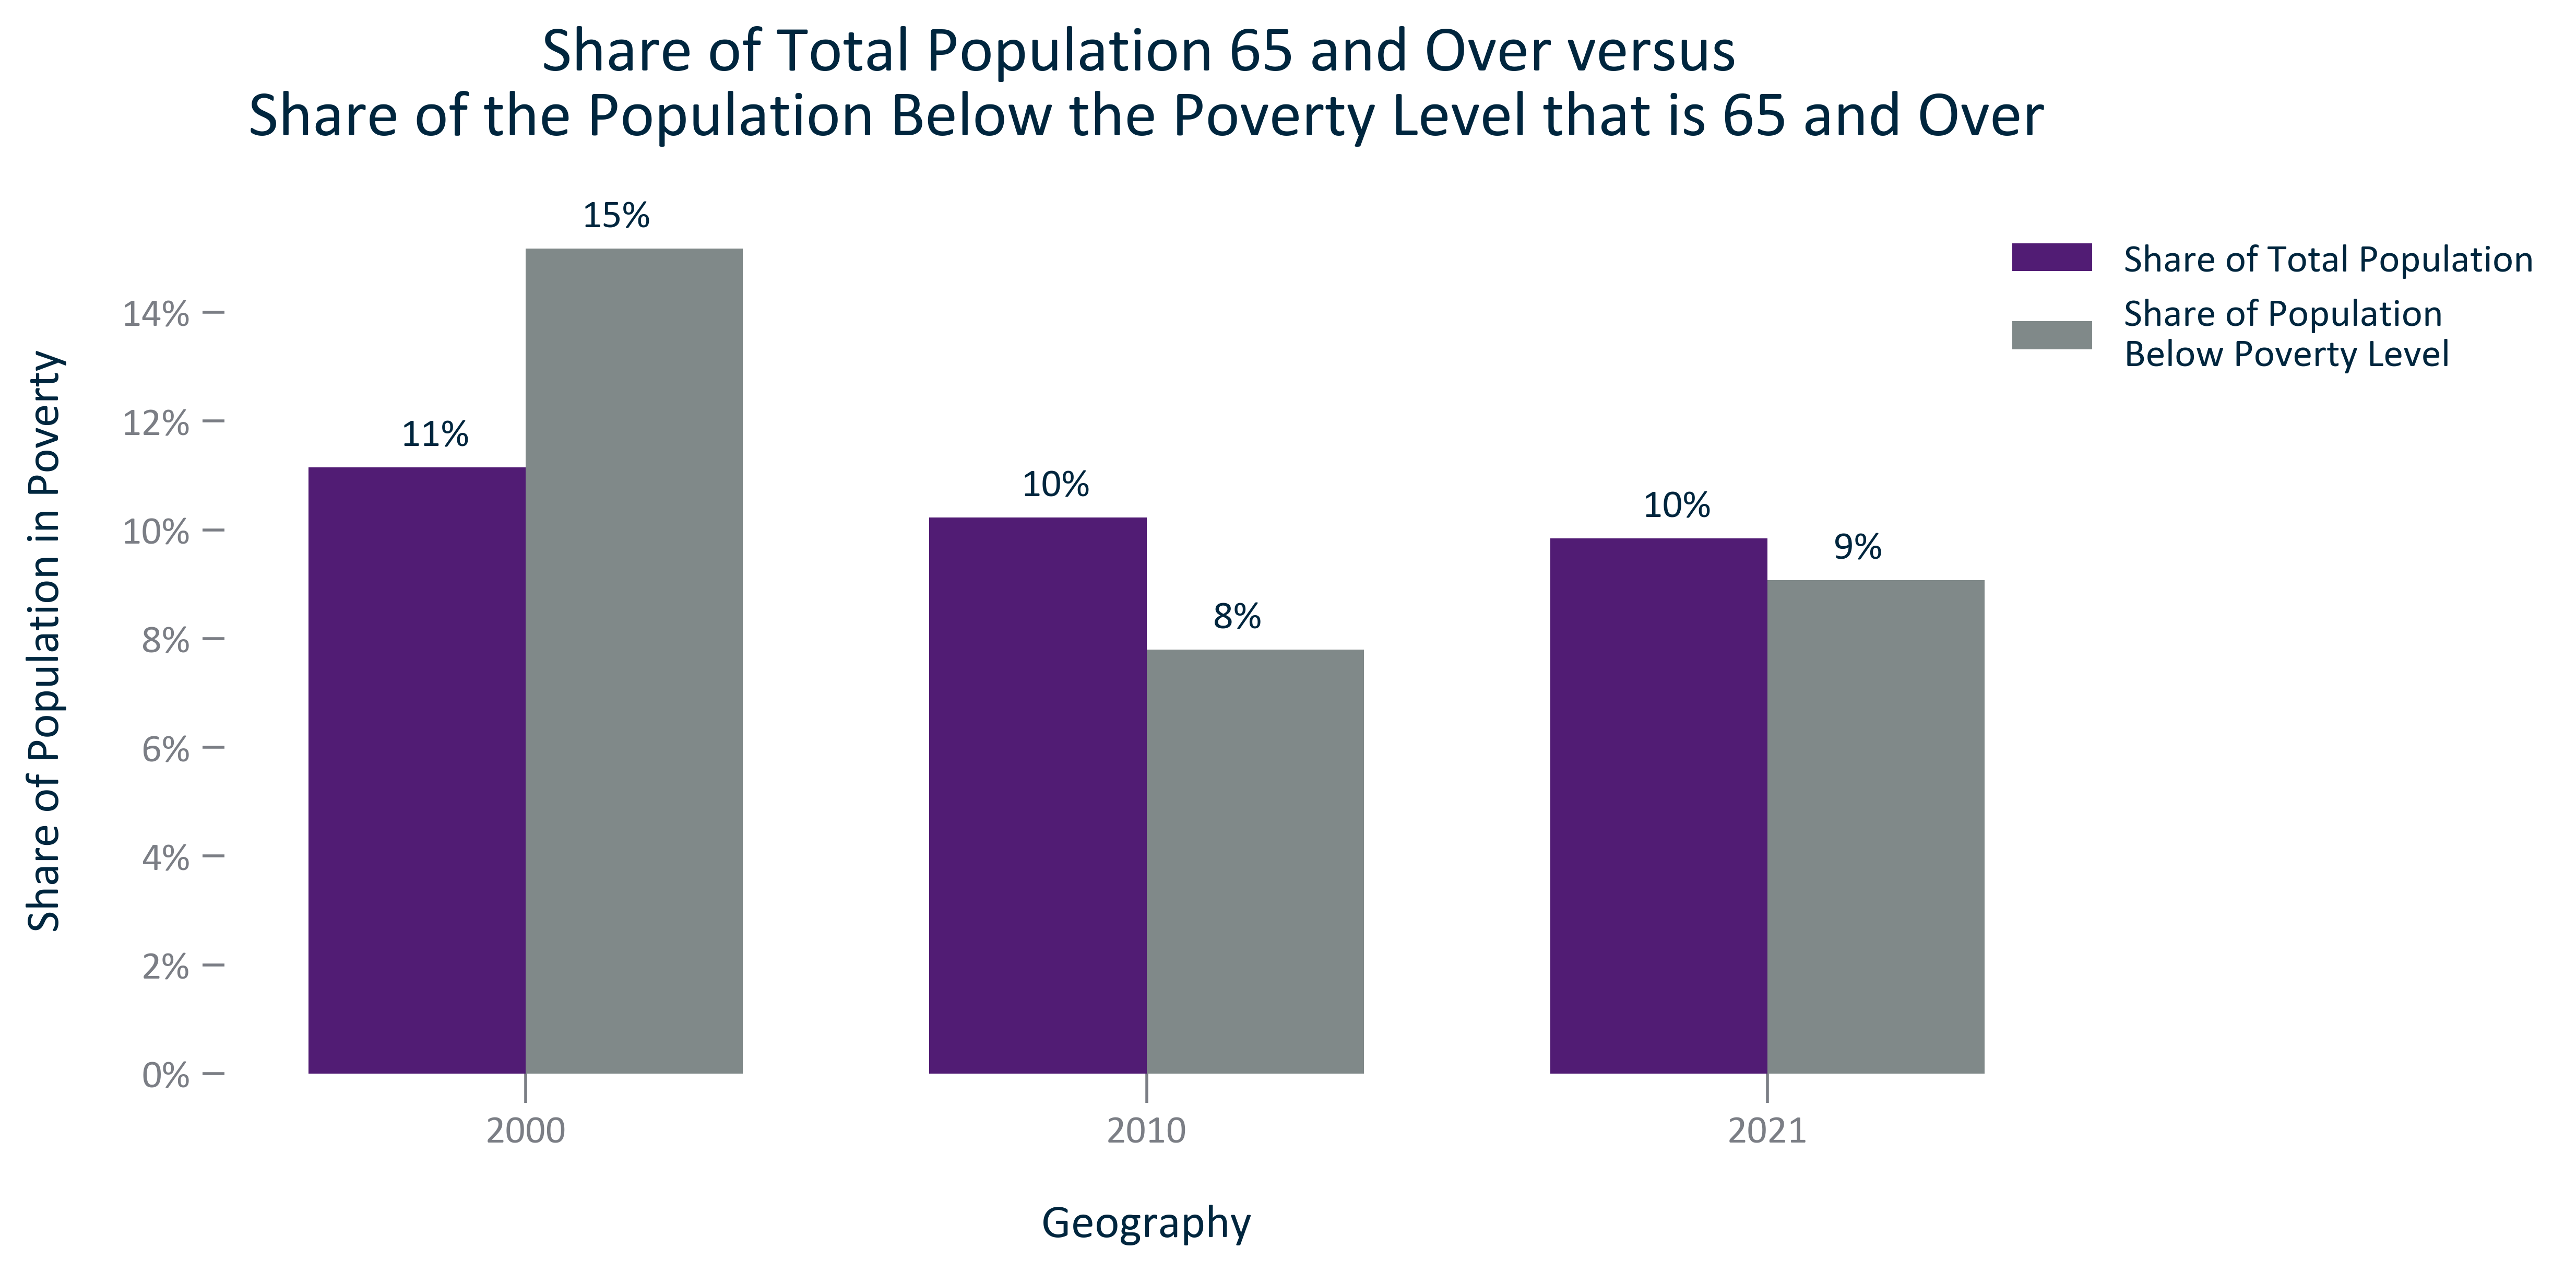 Share of Total Population 65 and Over versus
Share of the Population Below the Poverty Level that is 65 and Over
Share of Total Population
Share of Population
Below Poverty Level
Share of Population in Poverty
14%
12%
10%
8%
6%
4%
2%
0%
11%
15%
10%
8%
10%
9%
2000
2010
2021
Geography